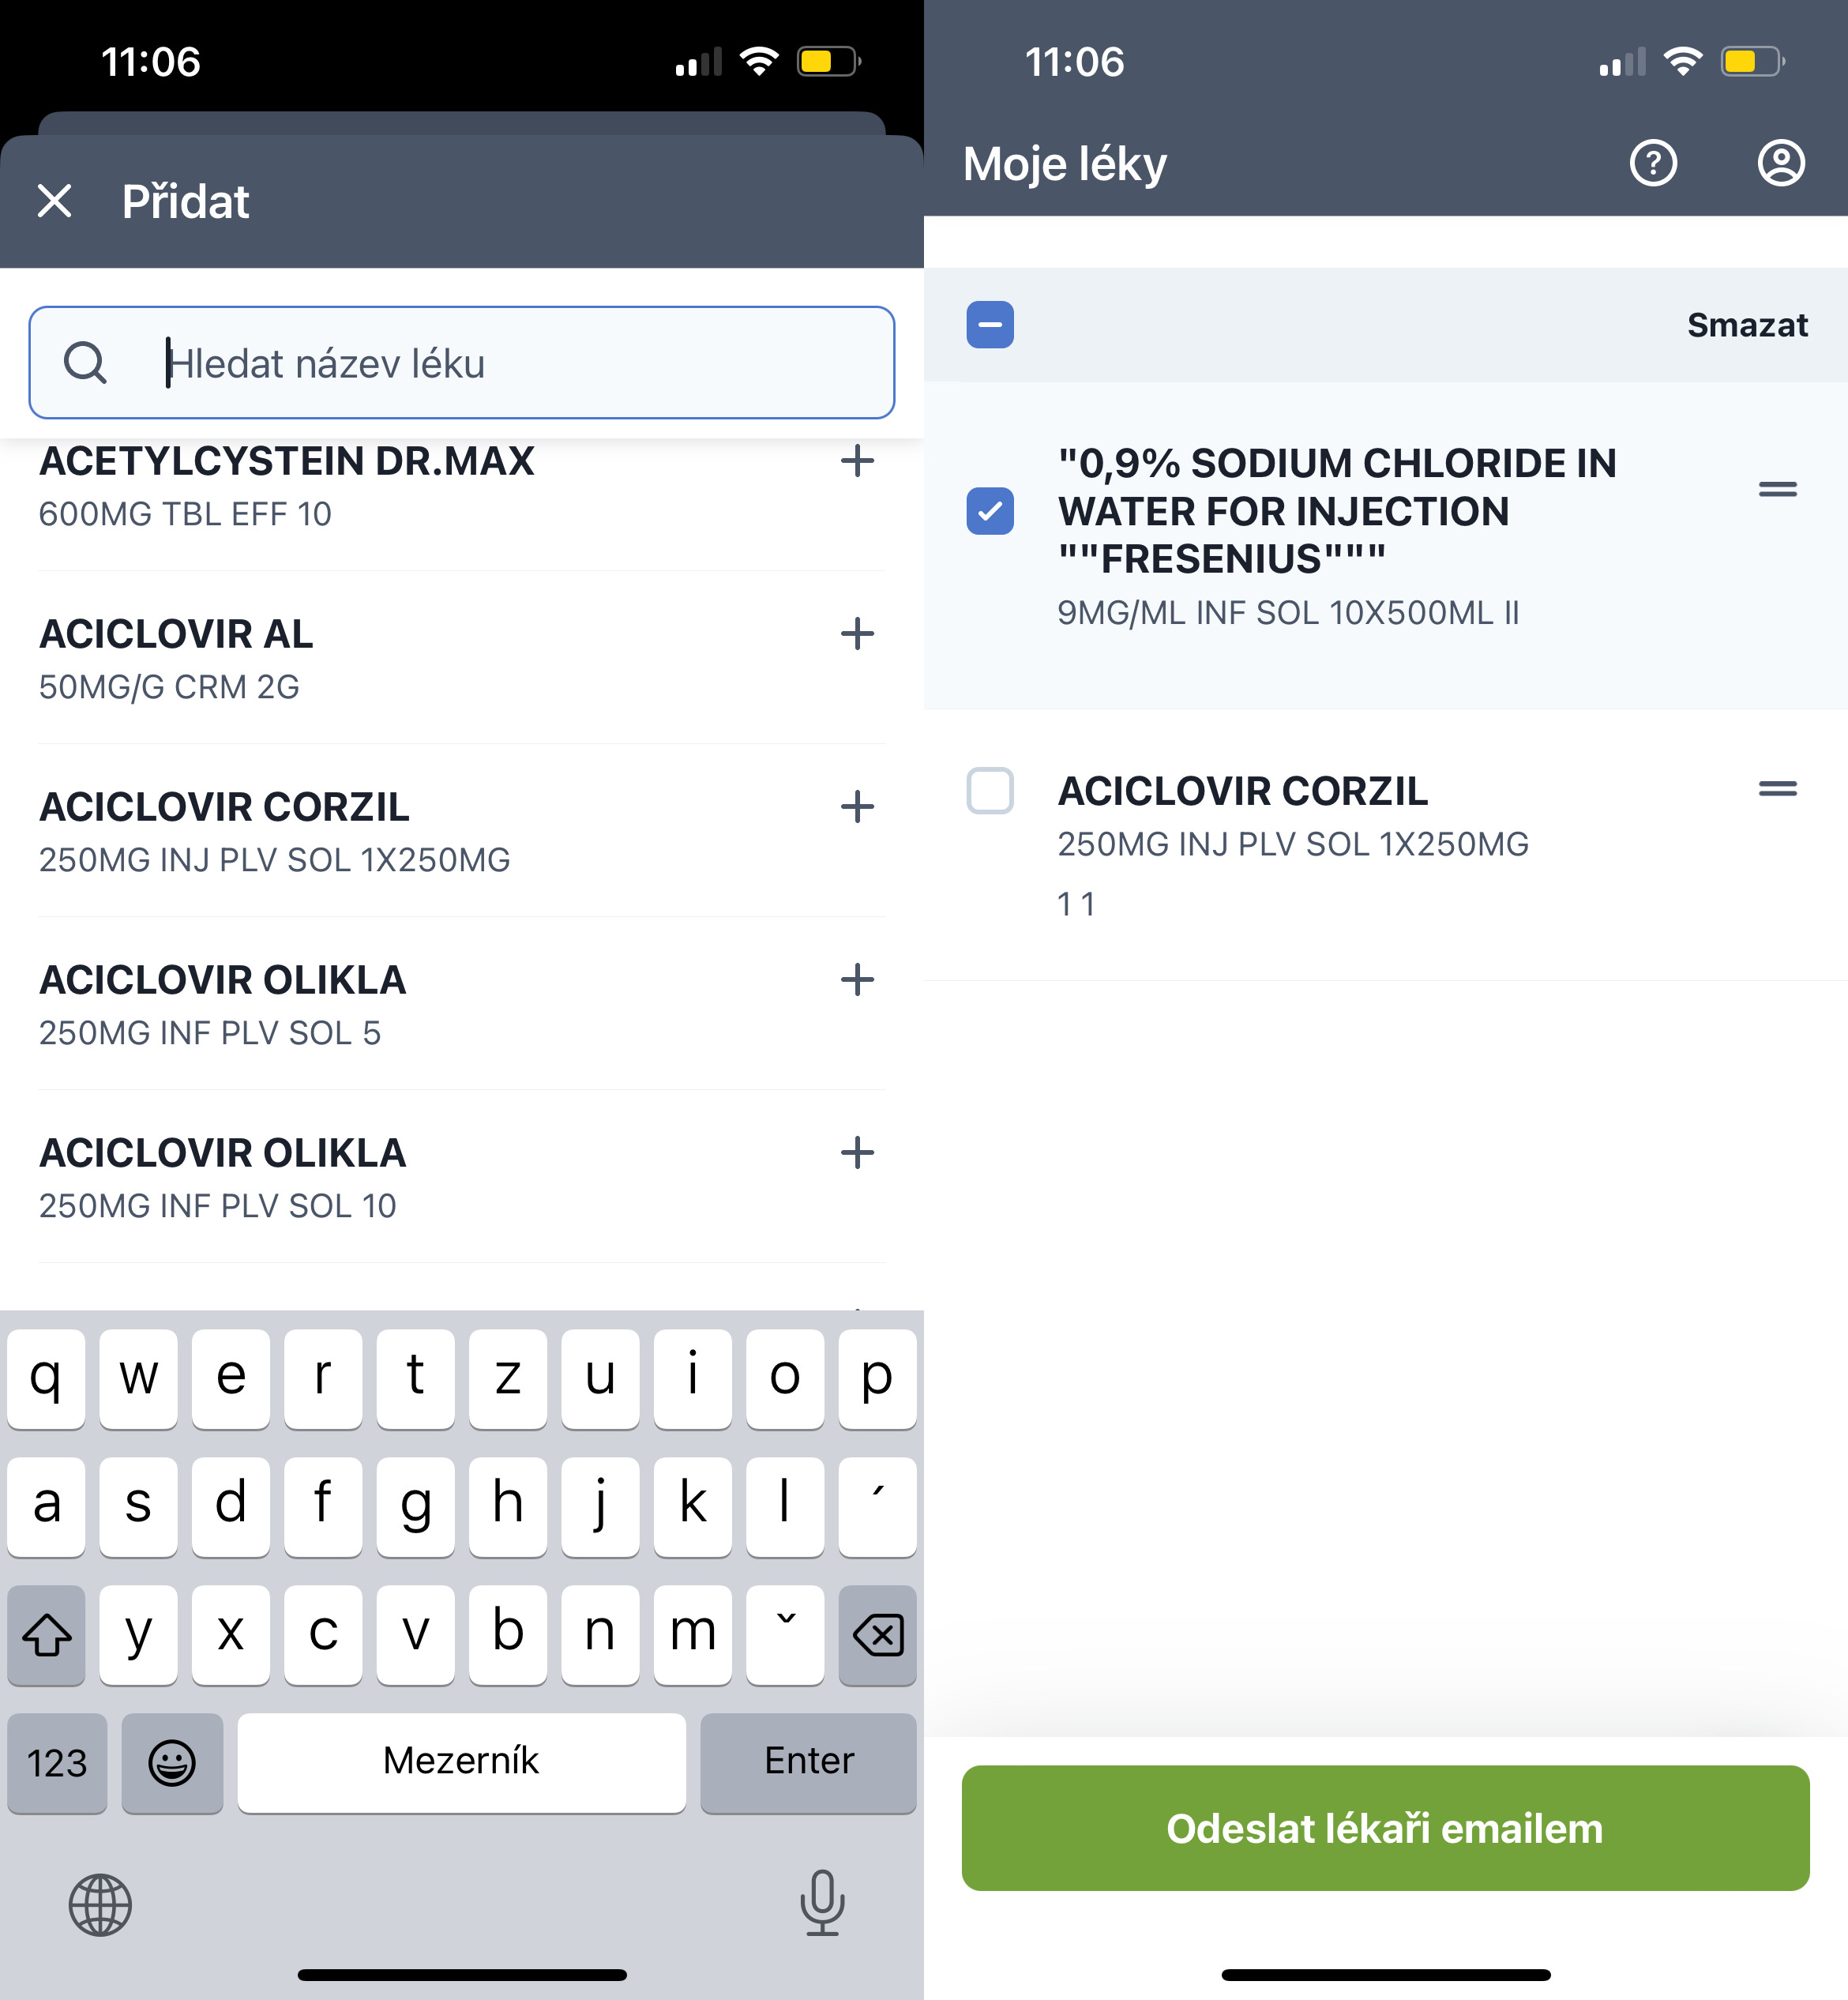 11:06
Přidat
Hledat název léku
ACETYLCYSTEIN DR.MAX
600MG TBL EFF 10
ACICLOVIR AL
50MG/G CRM 2G
ACICLOVIR CORZIL
250MG INJ PLV SOL 1X250MG
ACICLOVIR OLIKLA
250MG INF PLV SOL 5
ACICLOVIR OLIKLA
250MG INF PLV SOL 10
q w e r t z u i o p
a s d f g h j k l ´
y x c v b n m ˇ
123 Mezerník Enter
11:06
Moje léky
Smazat
"0,9% SODIUM CHLORIDE IN
WATER FOR INJECTION
""FRESENIUS"""
9MG/ML INF SOL 10X500ML II
ACICLOVIR CORZIL
250MG INJ PLV SOL 1X250MG
1 1
Odeslat lékaři emailem